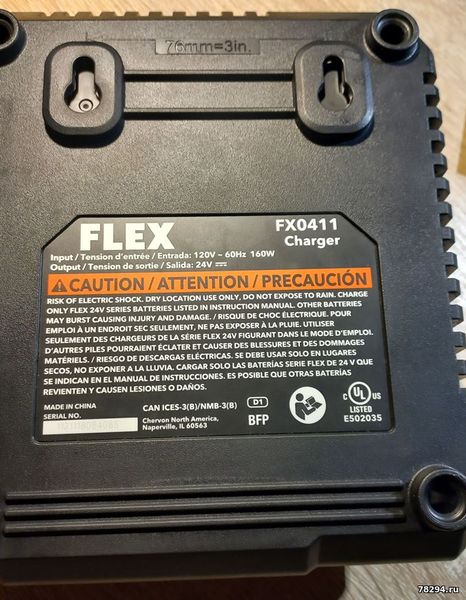 76mm=3in.
FLEX
FX0411
Charger
Input / Tension d'entrée / Entrada: 120V ~ 60Hz 160W
Output / Tension de sortie / Salida: 24V ⎓
CAUTION / ATTENTION / PRECAUCIÓN
RISK OF ELECTRIC SHOCK. DRY LOCATION USE ONLY, DO NOT EXPOSE TO RAIN. CHARGE
ONLY FLEX 24V SERIES BATTERIES LISTED IN INSTRUCTION MANUAL. OTHER BATTERIES
MAY BURST CAUSING INJURY AND DAMAGE. / RISQUE DE CHOC ÉLECTRIQUE. POUR
EMPLOI À UN ENDROIT SEC SEULEMENT, NE PAS EXPOSER À LA PLUIE. UTILISER
SEULEMENT DES CHARGEURS DE LA SÉRIE FLEX 24V FIGURANT DANS LE MODE D'EMPLOI.
D'AUTRES PILES POURRAIENT ÉCLATER ET CAUSER DES BLESSURES ET DES DOMMAGES
MATÉRIELS. / RIESGO DE DESCARGAS ELÉCTRICAS. SE DEBE USAR SOLO EN LUGARES
SECOS, NO EXPONER A LA LLUVIA. CARGAR SOLO LAS BATERÍAS SERIE FLEX DE 24 V QUE
SE INDICAN EN EL MANUAL DE INSTRUCCIONES. ES POSIBLE QUE OTRAS BATERÍAS
REVIENTEN Y CAUSEN LESIONES O DAÑOS.
MADE IN CHINA
SERIAL NO.
CAN ICES-3(B)/NMB-3(B)
Chervon North America,
Naperville, IL 60563
D1
BFP
C UL US
LISTED
E502035
78294.ru